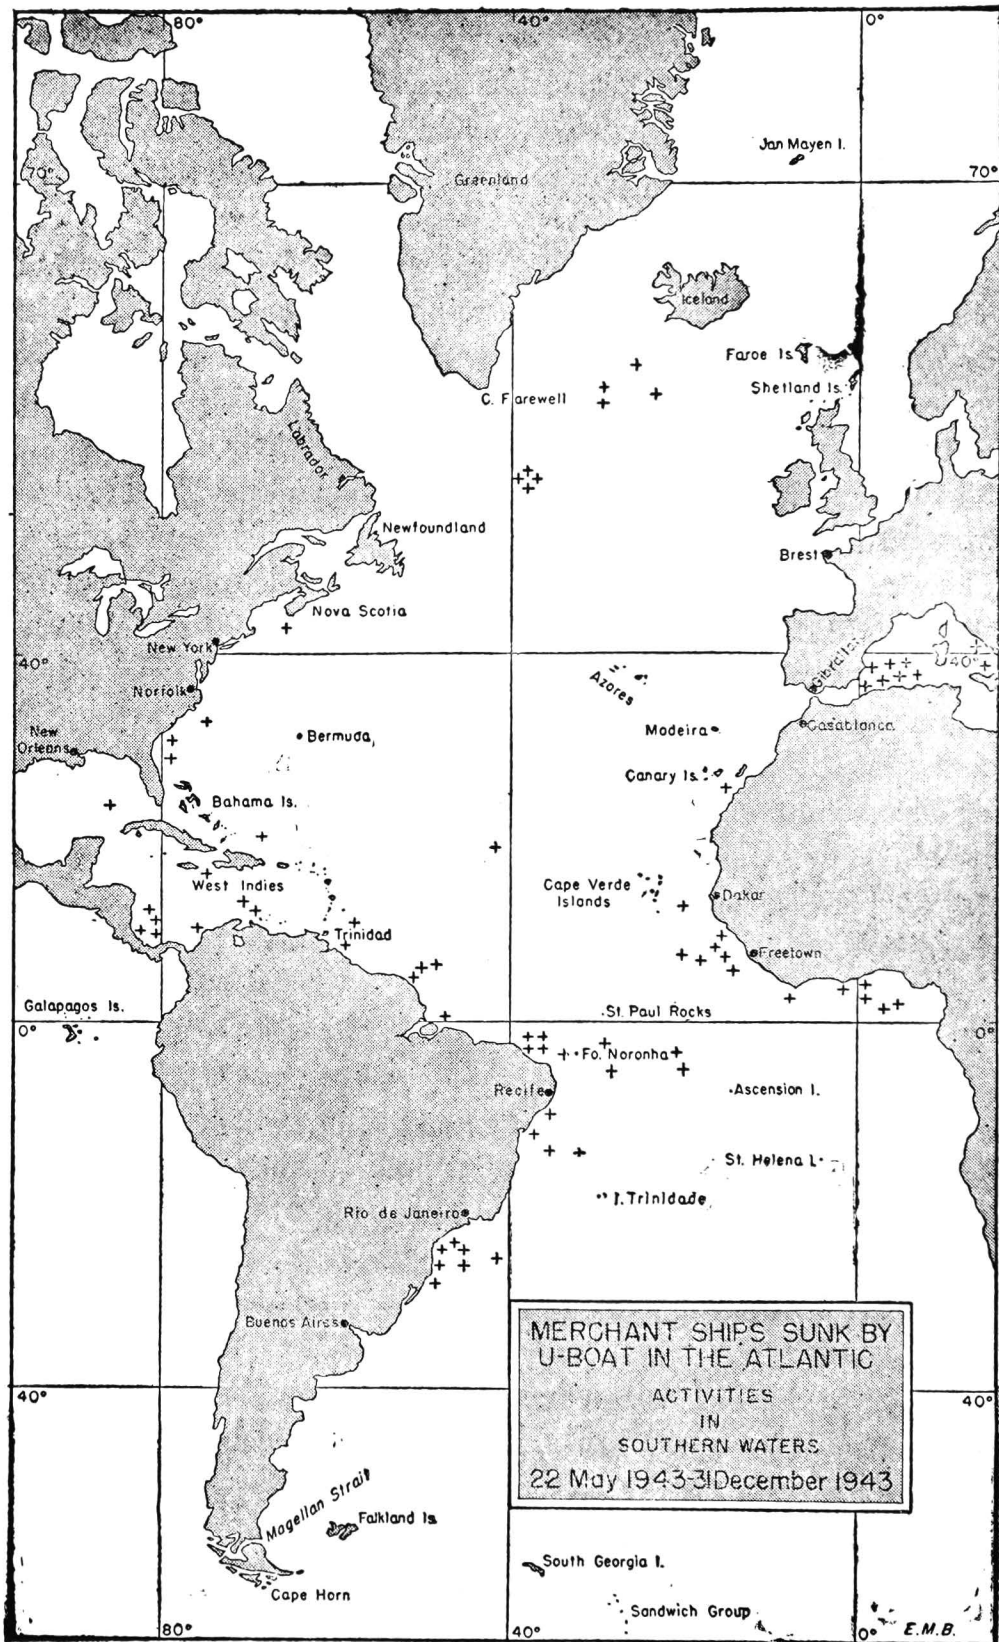 80°
40°
0°
Jan Mayen I.
70°
70°
Greenland
Iceland
Faroe Is.
Shetland Is.
C. Farewell
Labrador
Newfoundland
Brest
Nova Scotia
New York
40°
40°
Norfolk
Gibraltar
Azores
New
Orleans
Bermuda
Modeira
Casablanca
Canary Is.
Bahama Is.
West Indies
Cape Verde
Islands
Dakar
Trinidad
Freetown
Galapagos Is.
St. Paul Rocks
0°
0°
Fo. Noronha
Recife
Ascension I.
St. Helena I.
I. Trinidade
Rio de Janeiro
Buenos Aires
MERCHANT SHIPS SUNK BY
U-BOAT IN THE ATLANTIC
ACTIVITIES
IN
SOUTHERN WATERS
22 May 1943-31 December 1943
40°
40°
Magellan Strait
Falkland Is.
South Georgia I.
Cape Horn
Sandwich Group
80°
40°
0°
E.M.B.